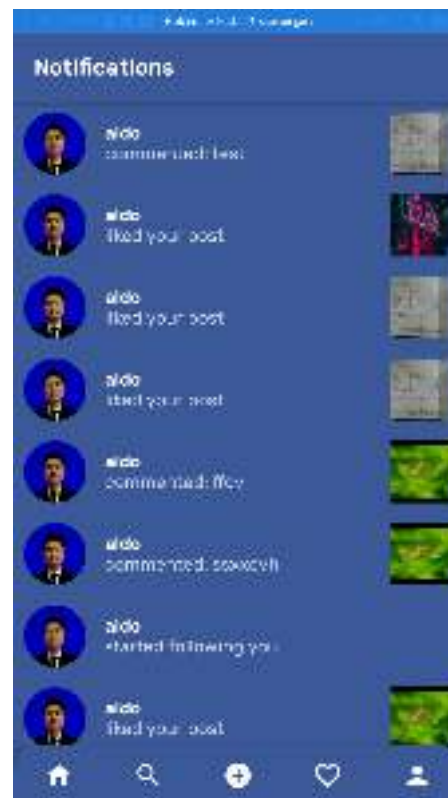 Notifications
aldo
commented: test
aldo
liked your post
aldo
liked your post
aldo
liked your post
aldo
commented: ffcy
aldo
commented:
aldo
started following you
aldo
liked your post